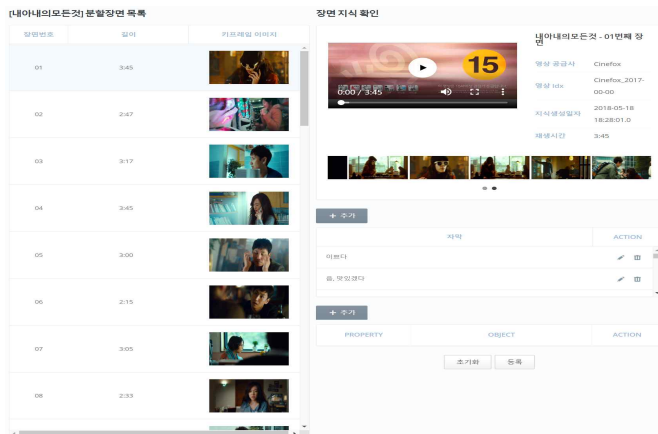 [내아내의모든것] 분할장면 목록
장면번호 길이 키프레임 이미지
01 3:45
02 2:47
03 3:17
04 3:45
05 3:00
06 2:15
07 3:05
08 2:33
장면 지식 확인
15
0:00 / 3:45
내아내의모든것 - 01번째 장
면
영상 공급사 Cinefox
영상 Idx Cinefox_2017-
00-00
지식생성일자 2018-05-18
18:28:01.0
재생시간 3:45
+ 추가
자막 ACTION
이쁘다
음, 맛있겠다
+ 추가
PROPERTY OBJECT ACTION
초기화 등록